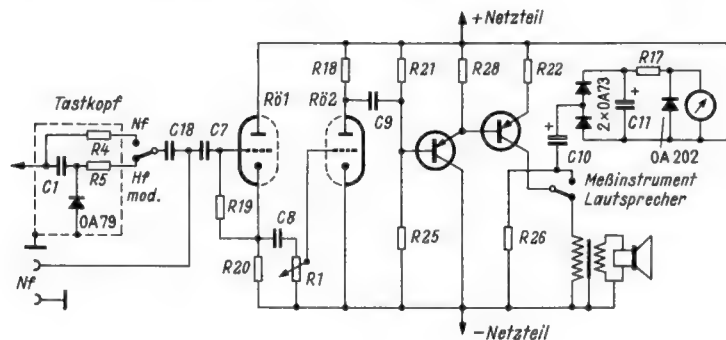 + Netzteil
R18
R21
R28
R22
R17
Tastkopf
Rö1
Rö2
C9
2×0A73
+
C11
+
C10
0A 202
R4
Nf
C18
C7
C1
R5
Hf
mod.
0A79
Meßinstrument
Lautsprecher
R19
C8
R20
R1
R25
R26
Nf
− Netzteil